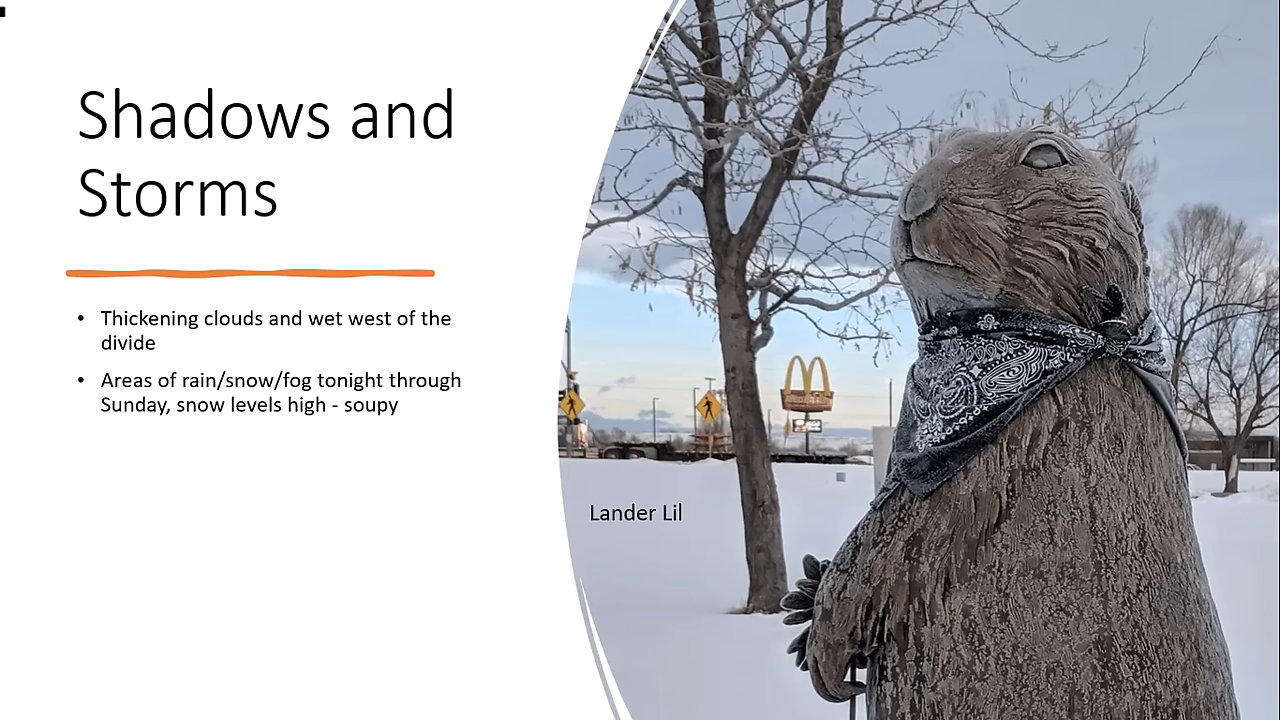 Shadows and
Storms
• Thickening clouds and wet west of the
divide
• Areas of rain/snow/fog tonight through
Sunday, snow levels high - soupy
Lander Lil